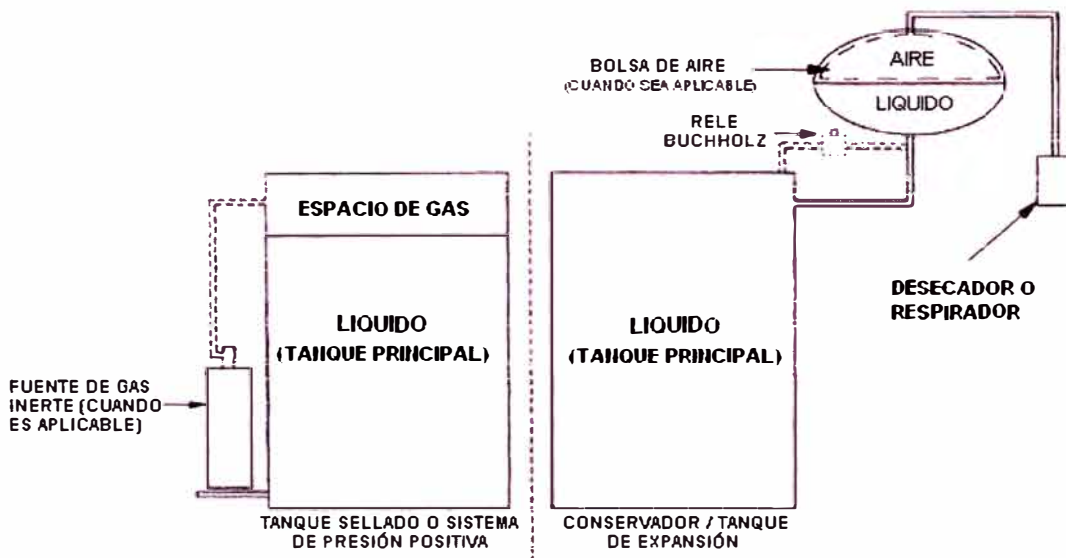 BOLSA DE AIRE
(CUANDO SEA APLICABLE)
AIRE
LIQUIDO
RELE
BUCHHOLZ
ESPACIO DE GAS
LIQUIDO
(TANQUE PRINCIPAL)
LIQUIDO
(TANQUE PRINCIPAL)
DESECADOR O
RESPIRADOR
FUENTE DE GAS
INERTE (CUANDO
ES APLICABLE)
TANQUE SELLADO O SISTEMA
DE PRESIÓN POSITIVA
CONSERVADOR / TANQUE
DE EXPANSIÓN